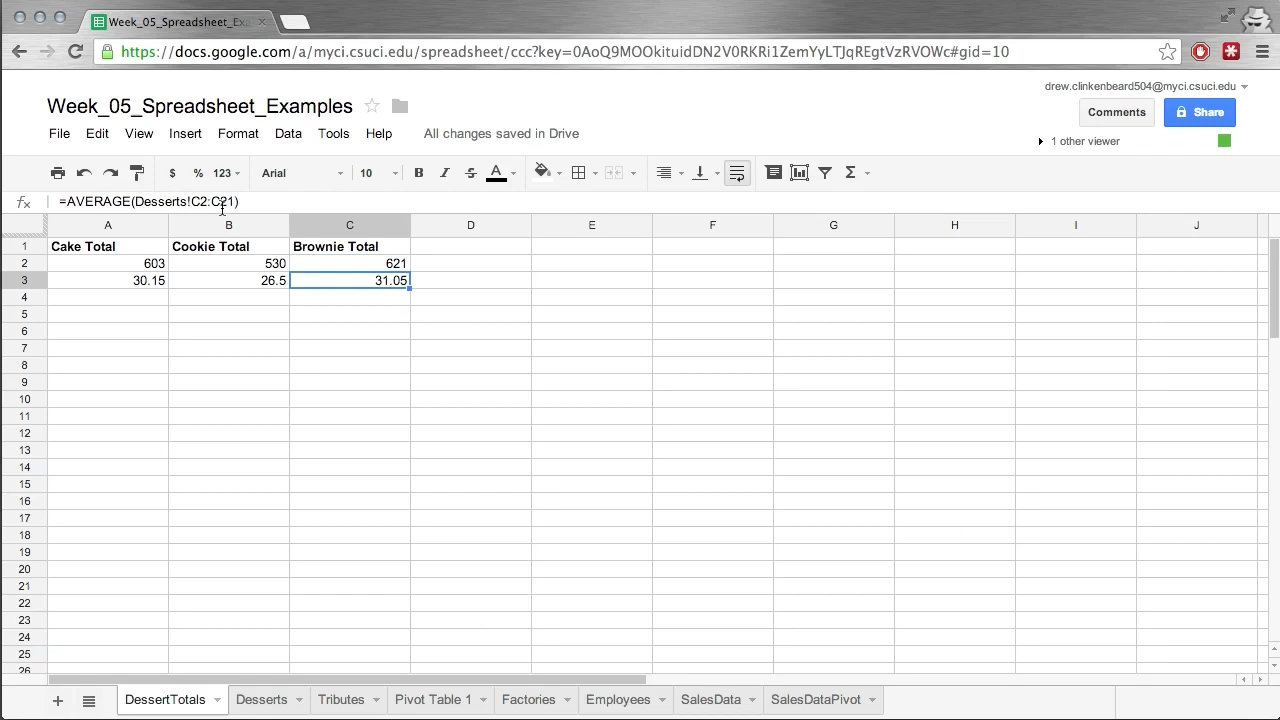 Week_05_Spreadsheet_Ex
https://docs.google.com/a/myci.csuci.edu/spreadsheet/ccc?key=0AoQ9MOOkituidDN2V0RKRi1ZemYyLTJqREgtVzRVOWc#gid=10
drew.clinkenbeard504@myci.csuci.edu
Week_05_Spreadsheet_Examples
Comments
Share
File Edit View Insert Format Data Tools Help All changes saved in Drive
1 other viewer
$ % 123 Arial 10 B I S A Σ
fx =AVERAGE(Desserts!C2:C21)
A B C D E F G H I J
1 Cake Total Cookie Total Brownie Total
2 603 530 621
3 30.15 26.5 31.05
4
5
6
7
8
9
10
11
12
13
14
15
16
17
18
19
20
21
22
23
24
25
26
+ DessertTotals Desserts Tributes Pivot Table 1 Factories Employees SalesData SalesDataPivot